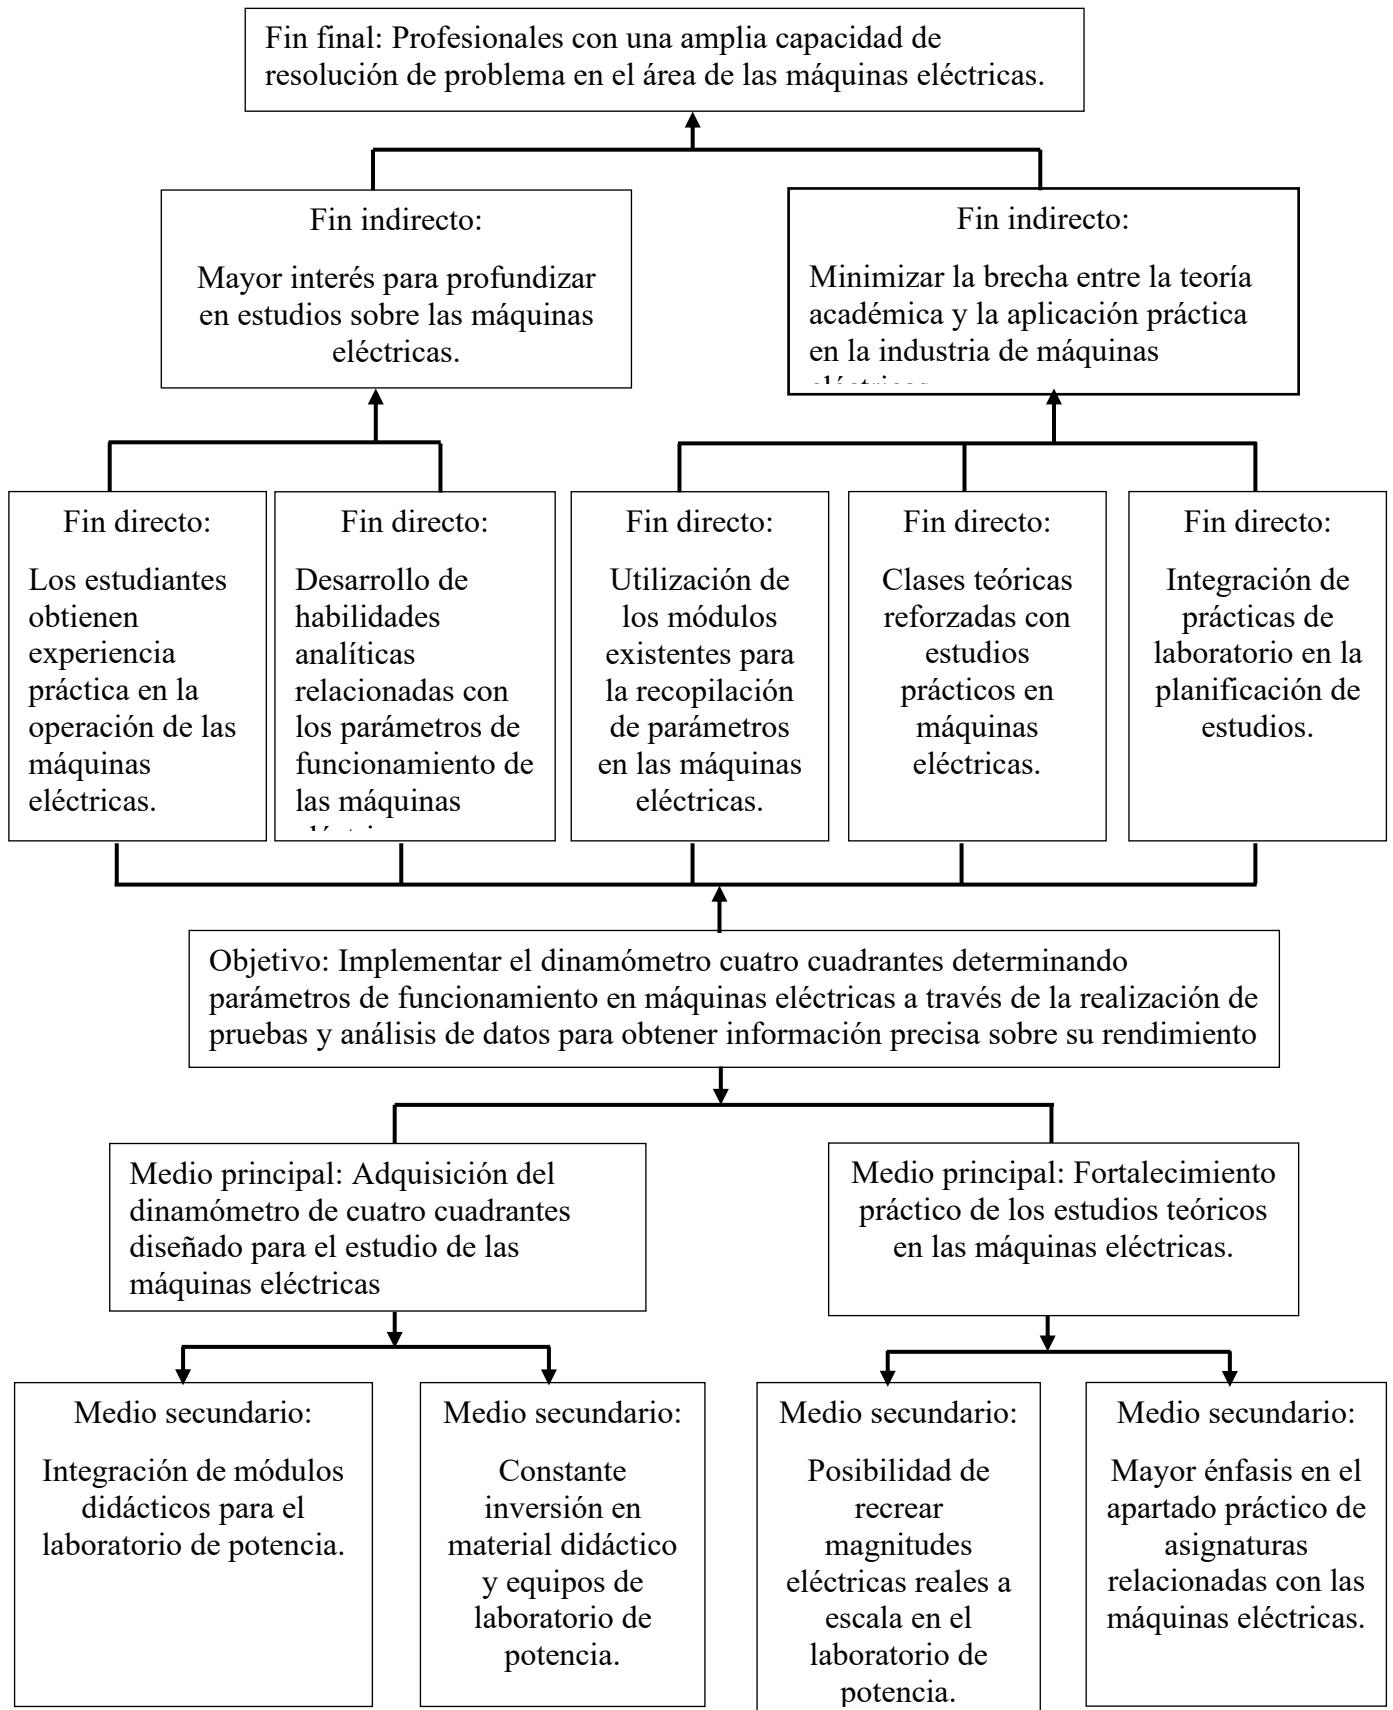 Fin final: Profesionales con una amplia capacidad de
resolución de problema en el área de las máquinas eléctricas.
Fin indirecto:
Mayor interés para profundizar
en estudios sobre las máquinas
eléctricas.
Fin indirecto:
Minimizar la brecha entre la teoría
académica y la aplicación práctica
en la industria de máquinas
Fin directo:
Los estudiantes
obtienen
experiencia
práctica en la
operación de las
máquinas
eléctricas.
Fin directo:
Desarrollo de
habilidades
analíticas
relacionadas con
los parámetros de
funcionamiento de
las máquinas
Fin directo:
Utilización de
los módulos
existentes para
la recopilación
de parámetros
en las máquinas
eléctricas.
Fin directo:
Clases teóricas
reforzadas con
estudios
prácticos en
máquinas
eléctricas.
Fin directo:
Integración de
prácticas de
laboratorio en la
planificación de
estudios.
Objetivo: Implementar el dinamómetro cuatro cuadrantes determinando
parámetros de funcionamiento en máquinas eléctricas a través de la realización de
pruebas y análisis de datos para obtener información precisa sobre su rendimiento
Medio principal: Adquisición del
dinamómetro de cuatro cuadrantes
diseñado para el estudio de las
máquinas eléctricas
Medio principal: Fortalecimiento
práctico de los estudios teóricos
en las máquinas eléctricas.
Medio secundario:
Integración de módulos
didácticos para el
laboratorio de potencia.
Medio secundario:
Constante
inversión en
material didáctico
y equipos de
laboratorio de
potencia.
Medio secundario:
Posibilidad de
recrear
magnitudes
eléctricas reales a
escala en el
laboratorio de
potencia.
Medio secundario:
Mayor énfasis en el
apartado práctico de
asignaturas
relacionadas con las
máquinas eléctricas.